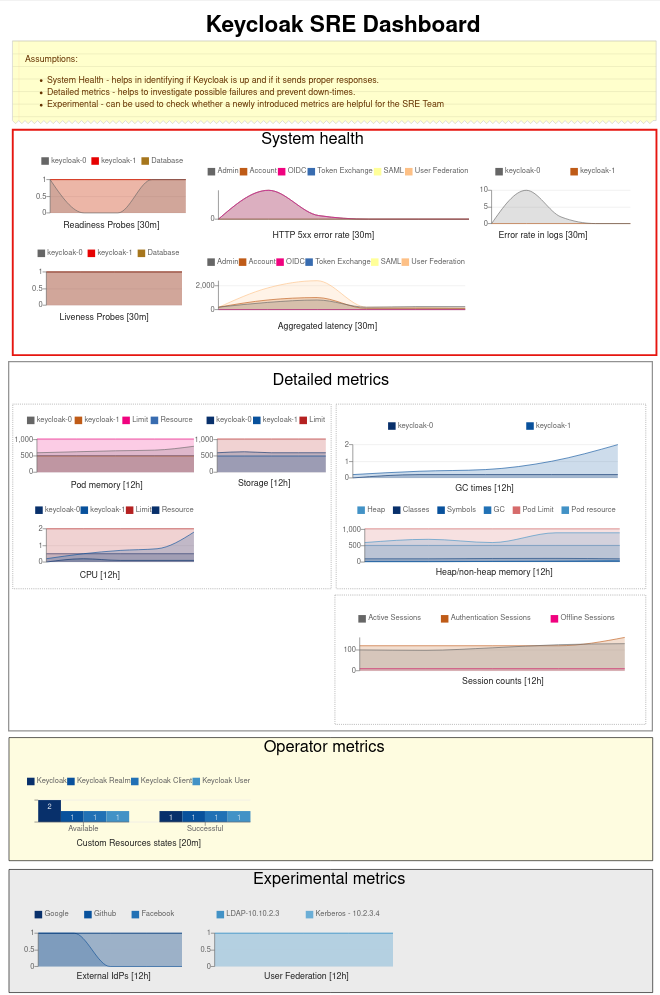 Keycloak SRE Dashboard
Assumptions:
• System Health - helps in identifying if Keycloak is up and if it sends proper responses.
• Detailed metrics - helps to investigate possible failures and prevent down-times.
• Experimental - can be used to check whether a newly introduced metrics are helpful for the SRE Team
System health
keycloak-0 keycloak-1 Database
1
0.5
0
Readiness Probes [30m]
Admin Account OIDC Token Exchange SAML User Federation
0
HTTP 5xx error rate [30m]
keycloak-0 keycloak-1
10
5
0
Error rate in logs [30m]
keycloak-0 keycloak-1 Database
1
0.5
0
Liveness Probes [30m]
Admin Account OIDC Token Exchange SAML User Federation
2,000
0
Aggregated latency [30m]
Detailed metrics
keycloak-0 keycloak-1 Limit Resource
1,000
500
0
Pod memory [12h]
keycloak-0 keycloak-1 Limit
1,000
500
0
Storage [12h]
keycloak-0 keycloak-1
2
1
0
GC times [12h]
keycloak-0 keycloak-1 Limit Resource
2
1
0
CPU [12h]
Heap Classes Symbols GC Pod Limit Pod resource
1,000
500
0
Heap/non-heap memory [12h]
Active Sessions Authentication Sessions Offline Sessions
100
Session counts [12h]
Operator metrics
Keycloak Keycloak Realm Keycloak Client Keycloak User
2 1 1 1 1 1 1 1
Available Successful
Custom Resources states [20m]
Experimental metrics
Google Github Facebook
1
0.5
0
External IdPs [12h]
LDAP-10.10.2.3 Kerberos - 10.2.3.4
1
0.5
0
User Federation [12h]